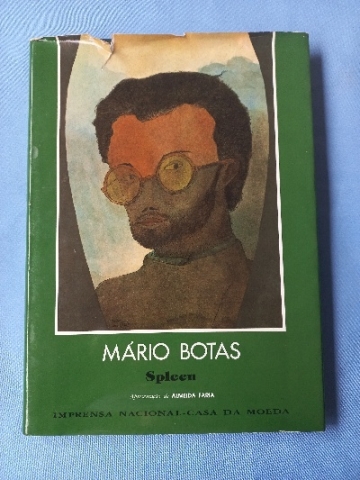 MÁRIO BOTAS
Spleen
Apresentação de ALMEIDA FARIA
IMPRENSA NACIONAL-CASA DA MOEDA